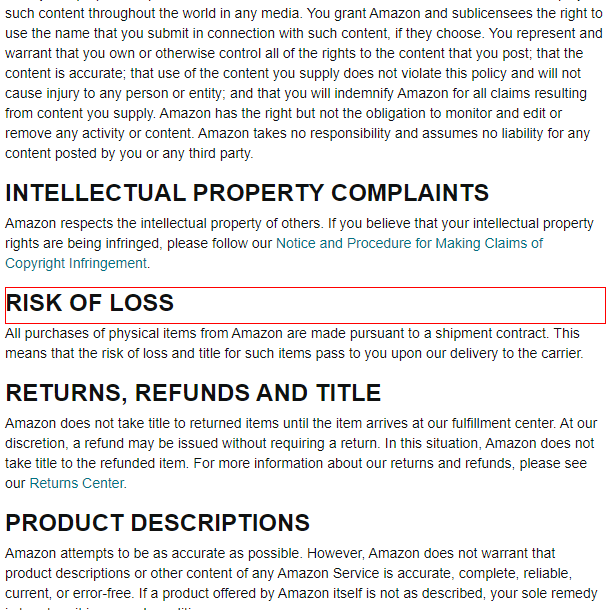 such content throughout the world in any media. You grant Amazon and sublicensees the right to
use the name that you submit in connection with such content, if they choose. You represent and
warrant that you own or otherwise control all of the rights to the content that you post; that the
content is accurate; that use of the content you supply does not violate this policy and will not
cause injury to any person or entity; and that you will indemnify Amazon for all claims resulting
from content you supply. Amazon has the right but not the obligation to monitor and edit or
remove any activity or content. Amazon takes no responsibility and assumes no liability for any
content posted by you or any third party.
INTELLECTUAL PROPERTY COMPLAINTS
Amazon respects the intellectual property of others. If you believe that your intellectual property
rights are being infringed, please follow our Notice and Procedure for Making Claims of
Copyright Infringement.
RISK OF LOSS
All purchases of physical items from Amazon are made pursuant to a shipment contract. This
means that the risk of loss and title for such items pass to you upon our delivery to the carrier.
RETURNS, REFUNDS AND TITLE
Amazon does not take title to returned items until the item arrives at our fulfillment center. At our
discretion, a refund may be issued without requiring a return. In this situation, Amazon does not
take title to the refunded item. For more information about our returns and refunds, please see
our Returns Center.
PRODUCT DESCRIPTIONS
Amazon attempts to be as accurate as possible. However, Amazon does not warrant that
product descriptions or other content of any Amazon Service is accurate, complete, reliable,
current, or error-free. If a product offered by Amazon itself is not as described, your sole remedy